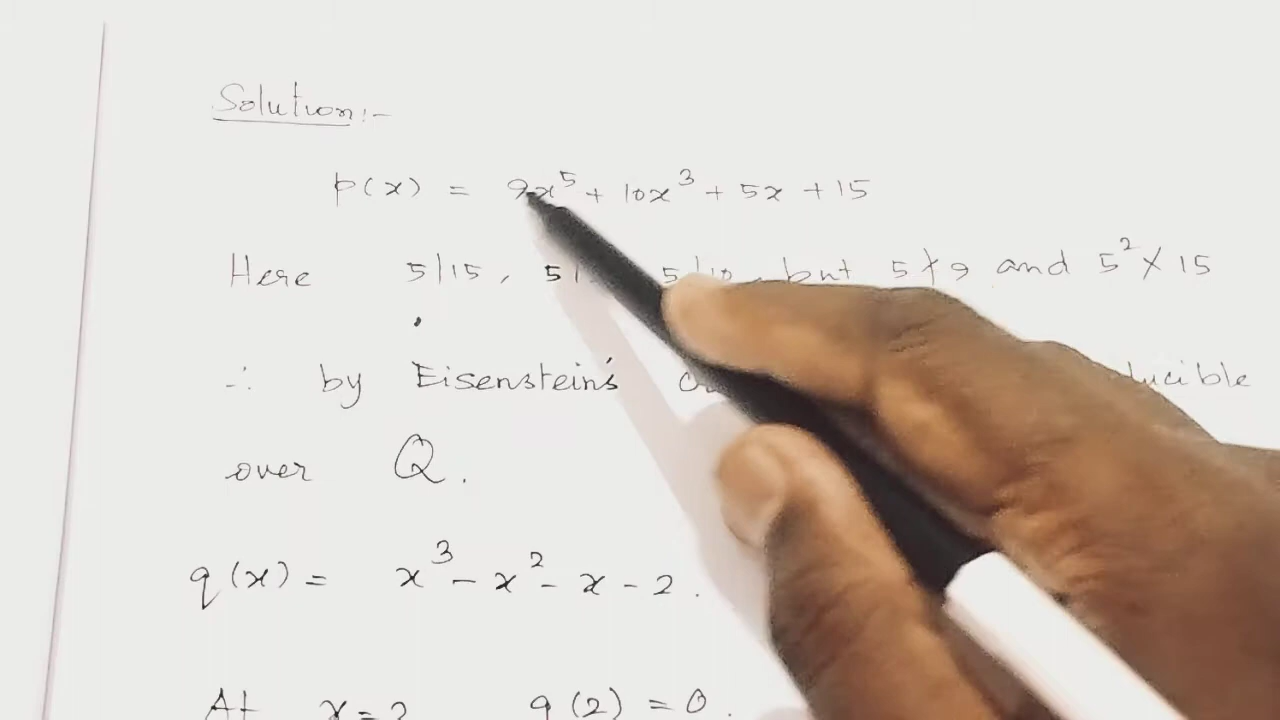 Solution:-
p(x) = 9x⁵ + 10x³ + 5x + 15
Here 5|15, 5| 5|10, but 5∤9 and 5²∤15
∴ by Eisenstein's
over Q.
q(x) = x³ - x² - x - 2.
At x=2 q(2) = 0.